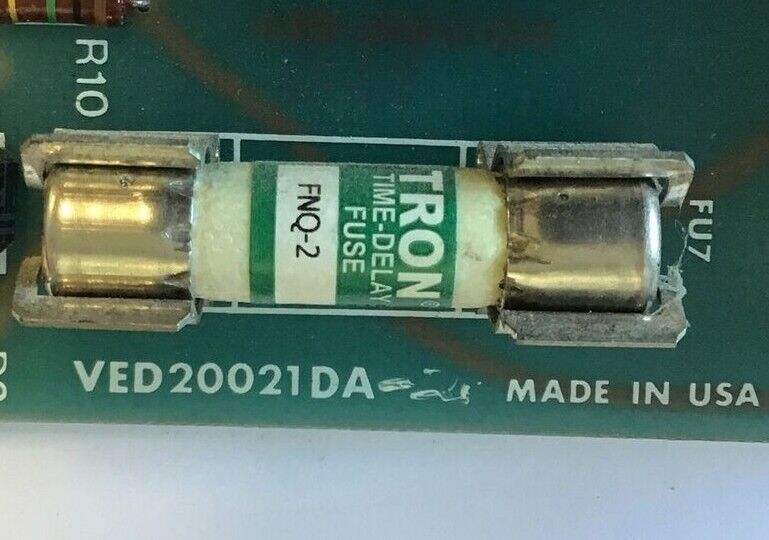 R10
TRON®
TIME-DELAY
FUSE
FNQ-2
FU7
VED20021DA
MADE IN USA